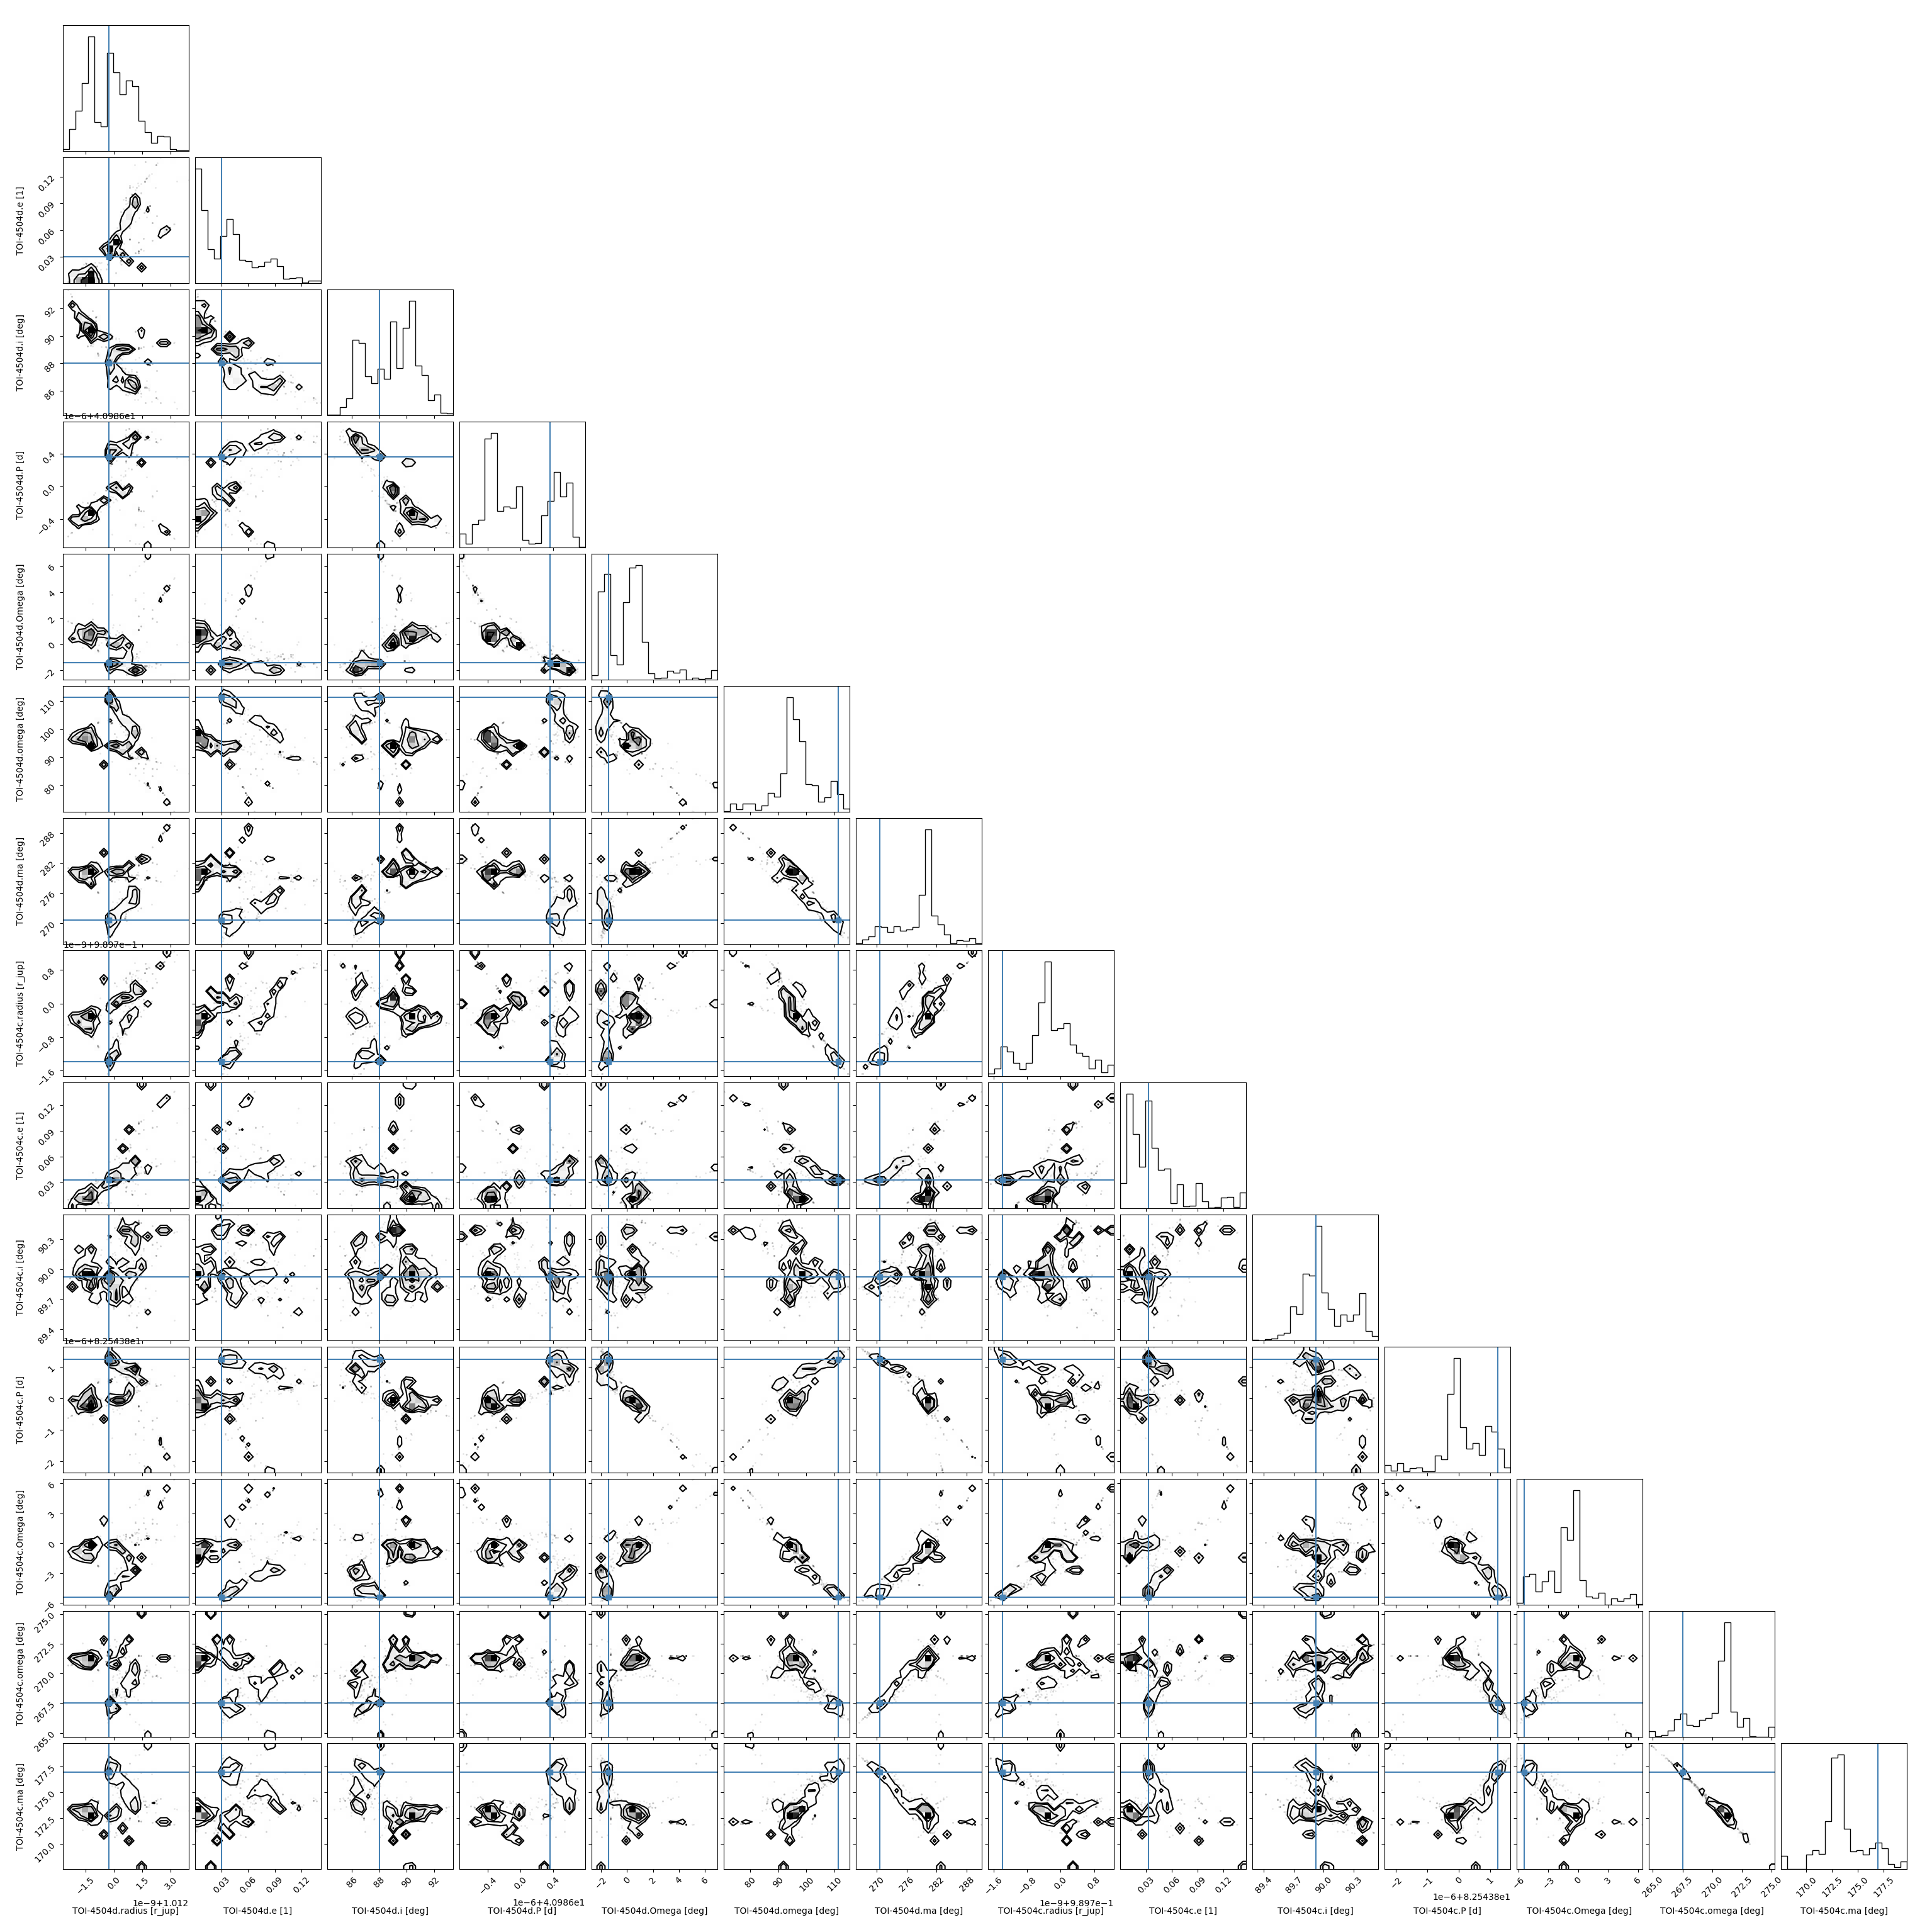 0.12
0.09
0.06
0.03
TOI-4504d.e [1]
92
90
88
86
TOI-4504d.i [deg]
1e−6+4.0986e1
0.4
0.0
−0.4
TOI-4504d.P [d]
6
4
2
0
−2
TOI-4504d.Omega [deg]
110
100
90
80
TOI-4504d.omega [deg]
288
282
276
270
TOI-4504d.ma [deg]
1e−9+9.897e−1
0.8
0.0
−0.8
−1.6
TOI-4504c.radius [r_jup]
0.12
0.09
0.06
0.03
TOI-4504c.e [1]
90.3
90.0
89.7
89.4
TOI-4504c.i [deg]
1e−6+8.25438e1
1
0
−1
−2
TOI-4504c.P [d]
6
3
0
−3
−6
TOI-4504c.Omega [deg]
275.0
272.5
270.0
267.5
265.0
TOI-4504c.omega [deg]
177.5
175.0
172.5
170.0
TOI-4504c.ma [deg]
−1.5 0.0 1.5 3.0 0.03 0.06 0.09 0.12 86 88 90 92 −0.4 0.0 0.4 −2 0 2 4 6 80 90 100 110 270 276 282 288 −1.6 −0.8 0.0 0.8 0.03 0.06 0.09 0.12 89.4 89.7 90.0 90.3 −2 −1 0 1 −6 −3 0 3 6 265.0 267.5 270.0 272.5 275.0 170.0 172.5 175.0 177.5
1e−9+1.012 1e−6+4.0986e1 1e−9+9.897e−1 1e−6+8.25438e1
TOI-4504d.radius [r_jup] TOI-4504d.e [1] TOI-4504d.i [deg] TOI-4504d.P [d] TOI-4504d.Omega [deg] TOI-4504d.omega [deg] TOI-4504d.ma [deg] TOI-4504c.radius [r_jup] TOI-4504c.e [1] TOI-4504c.i [deg] TOI-4504c.P [d] TOI-4504c.Omega [deg] TOI-4504c.omega [deg] TOI-4504c.ma [deg]